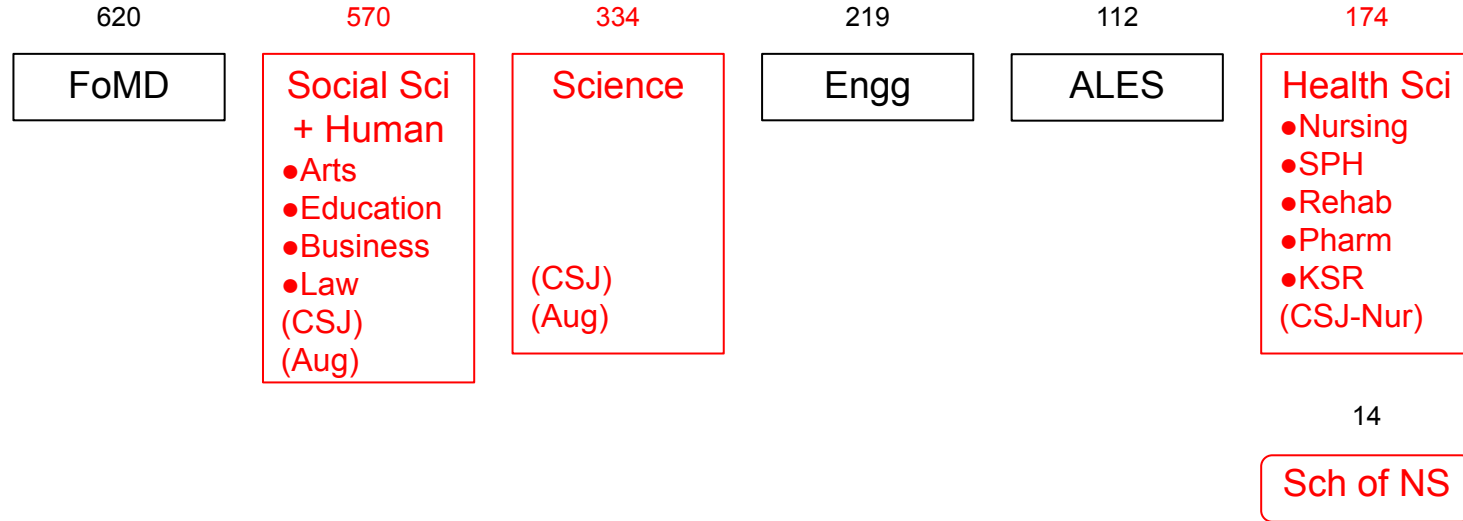 620
FoMD
570
Social Sci
+ Human
●Arts
●Education
●Business
●Law
(CSJ)
(Aug)
334
Science
(CSJ)
(Aug)
219
Engg
112
ALES
174
Health Sci
●Nursing
●SPH
●Rehab
●Pharm
●KSR
(CSJ-Nur)
14
Sch of NS